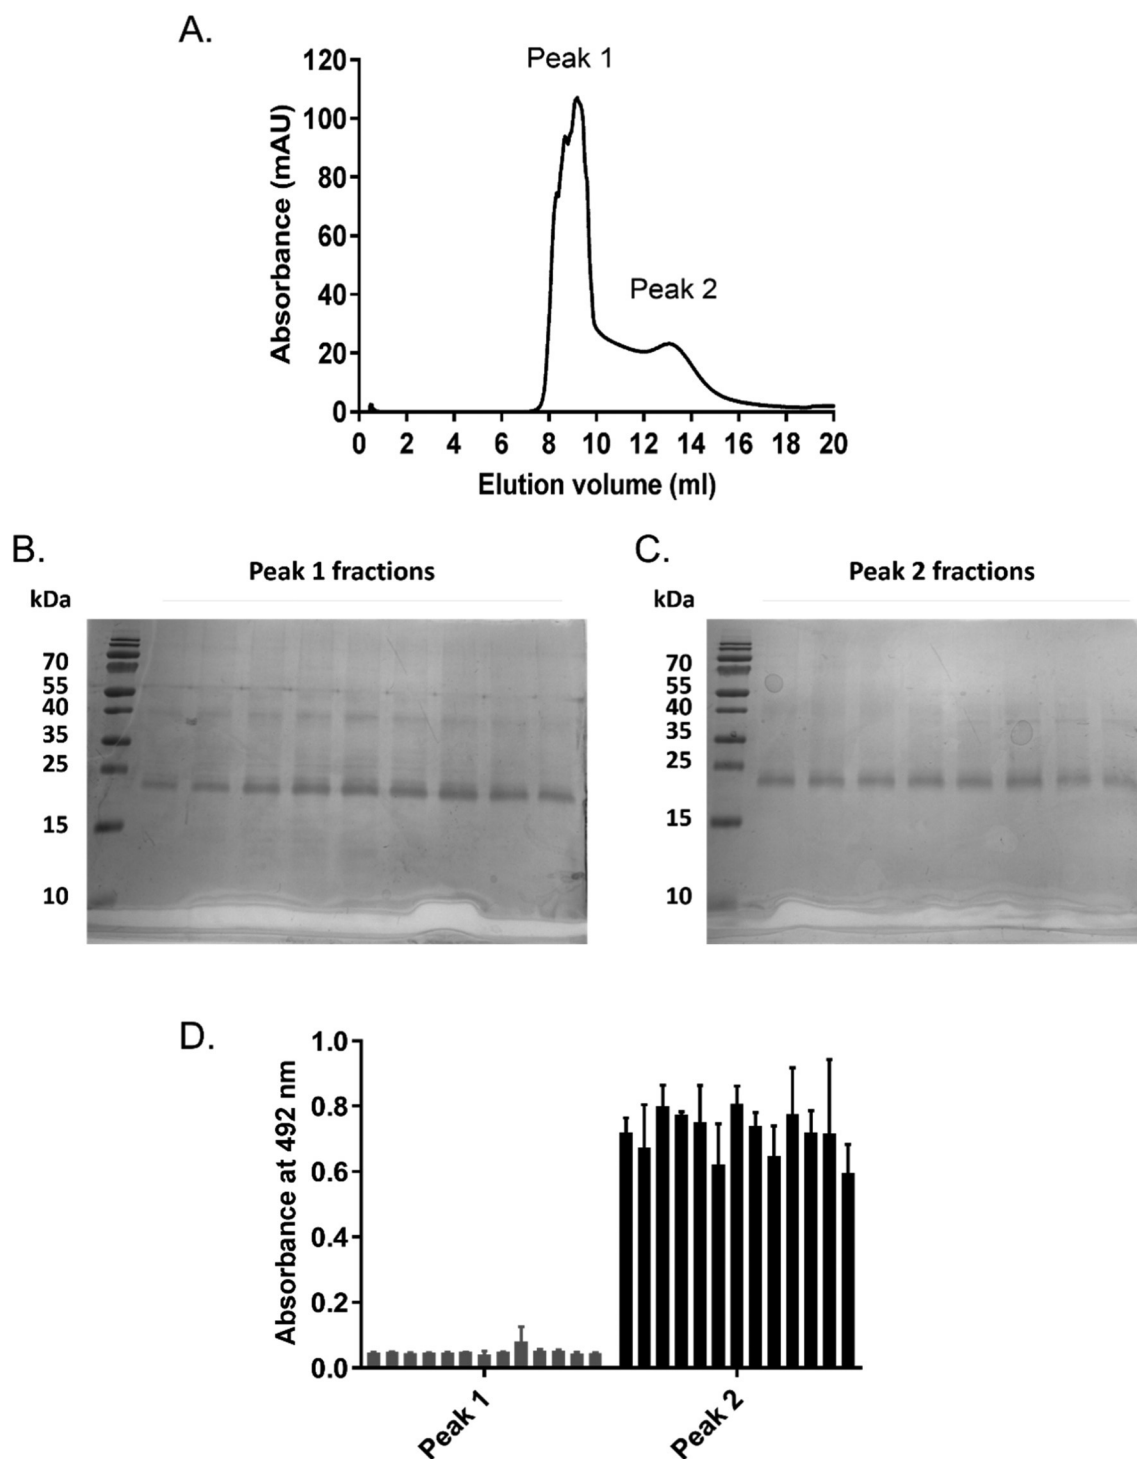 A.
Peak 1
Peak 2
120
100
80
60
40
20
0
Absorbance (mAU)
0 2 4 6 8 10 12 14 16 18 20
Elution volume (ml)
B.
Peak 1 fractions
kDa
70
55
40
35
25
15
10
C.
Peak 2 fractions
kDa
70
55
40
35
25
15
10
D.
1.0
0.8
0.6
0.4
0.2
0.0
Absorbance at 492 nm
Peak 1
Peak 2